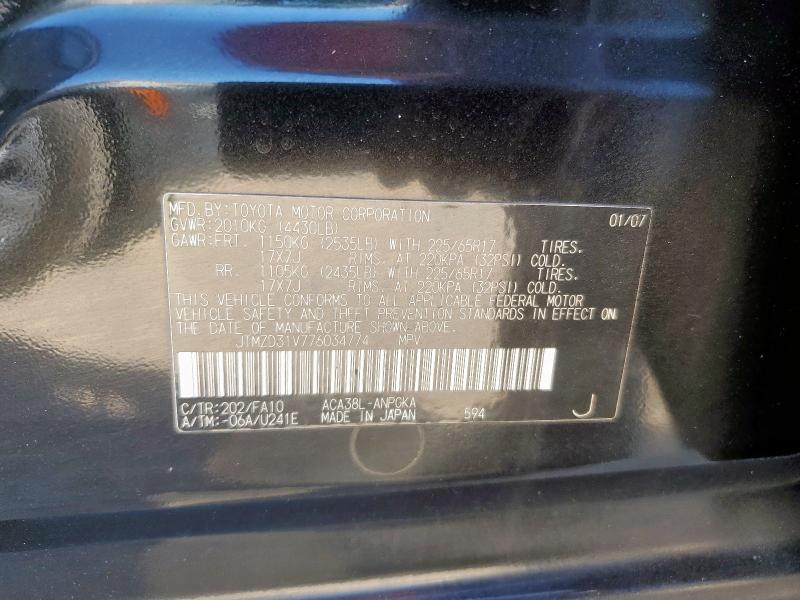 MFD. BY: TOYOTA MOTOR CORPORATION 01/07
GVWR: 2010KG (4430LB)
GAWR: FRT. 1150KG (2535LB) WITH 225/65R17 TIRES.
17X7J RIMS. AT 220KPA (32PSI) COLD.
RR. 1105KG (2435LB) WITH 225/65R17 TIRES.
17X7J RIMS. AT 220KPA (32PSI) COLD.
THIS VEHICLE CONFORMS TO ALL APPLICABLE FEDERAL MOTOR
VEHICLE SAFETY AND THEFT PREVENTION STANDARDS IN EFFECT ON
THE DATE OF MANUFACTURE SHOWN ABOVE.
JTMZD31V776034774 MPV
C/TR: 202/FA10 ACA38L-ANPGKA
A/TM: -06A/U241E MADE IN JAPAN 594 J